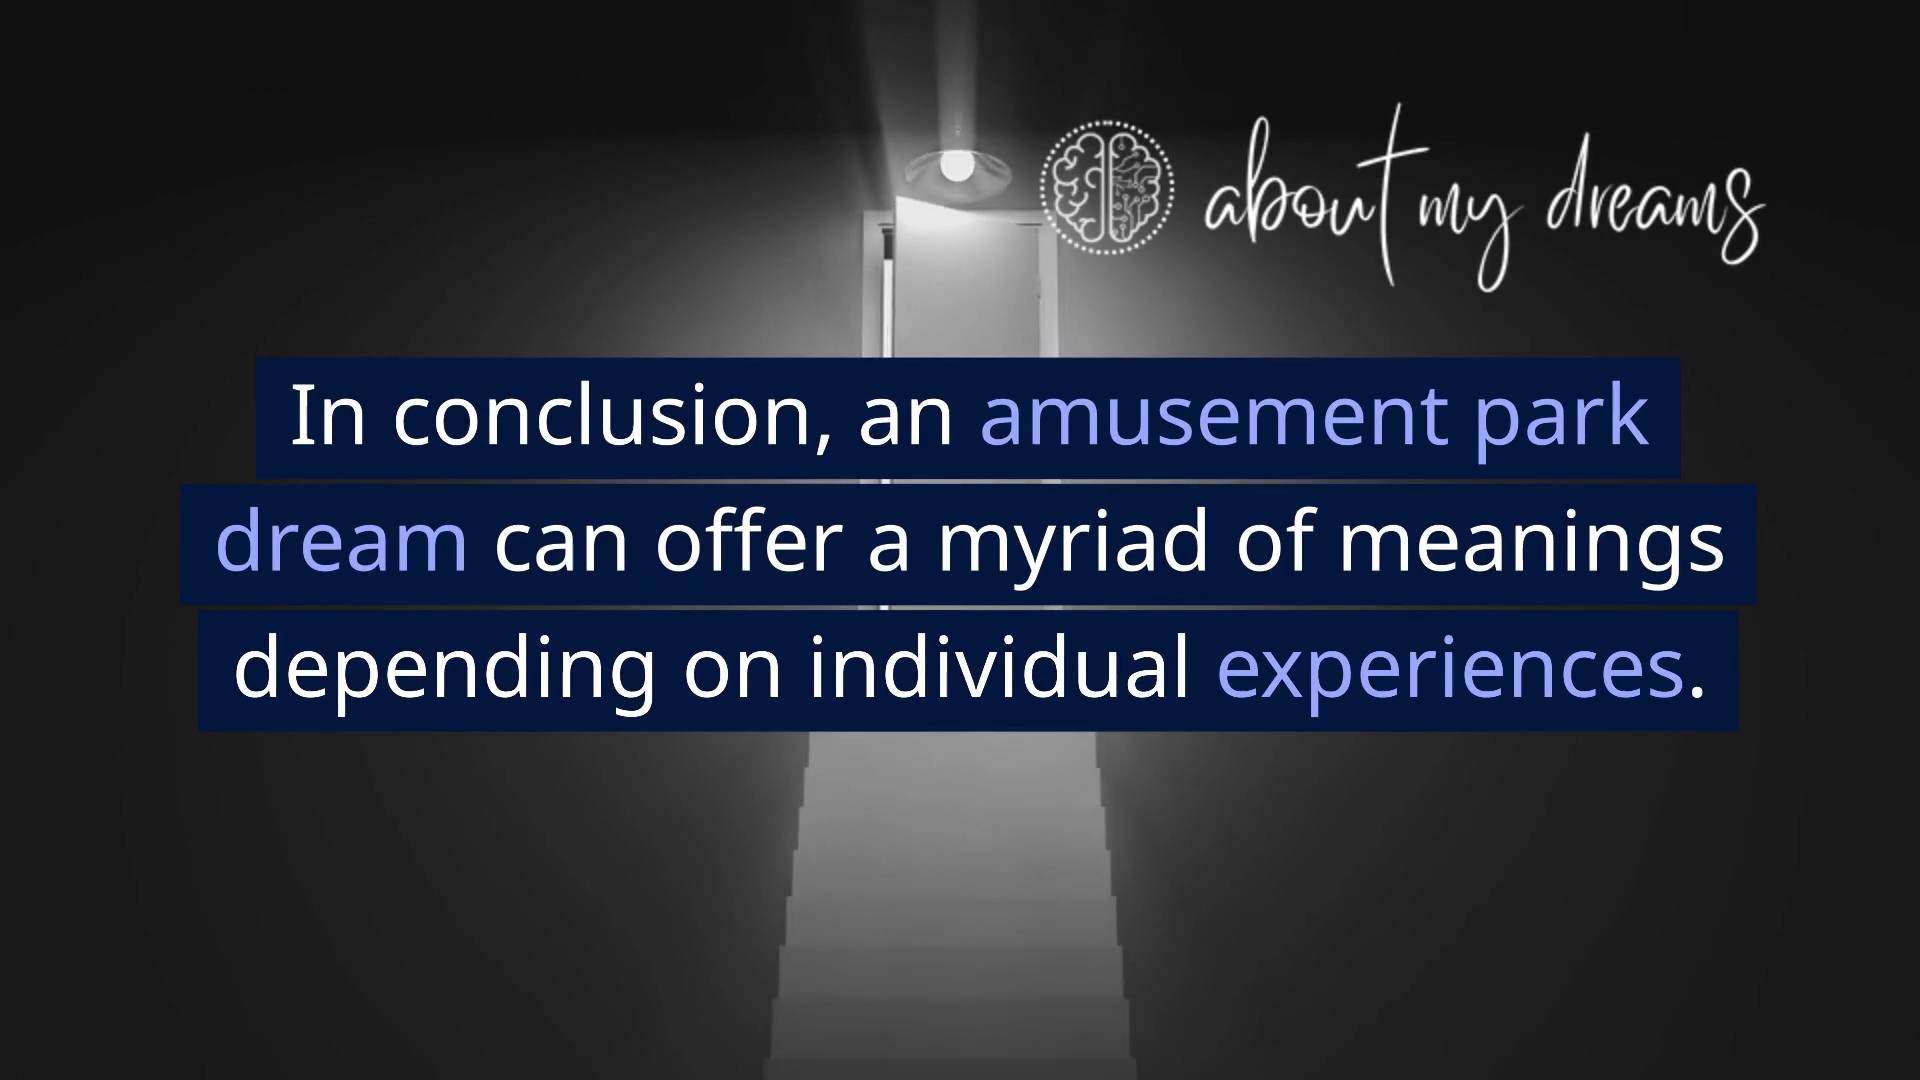 about my dreams
In conclusion, an amusement park
dream can offer a myriad of meanings
depending on individual experiences.